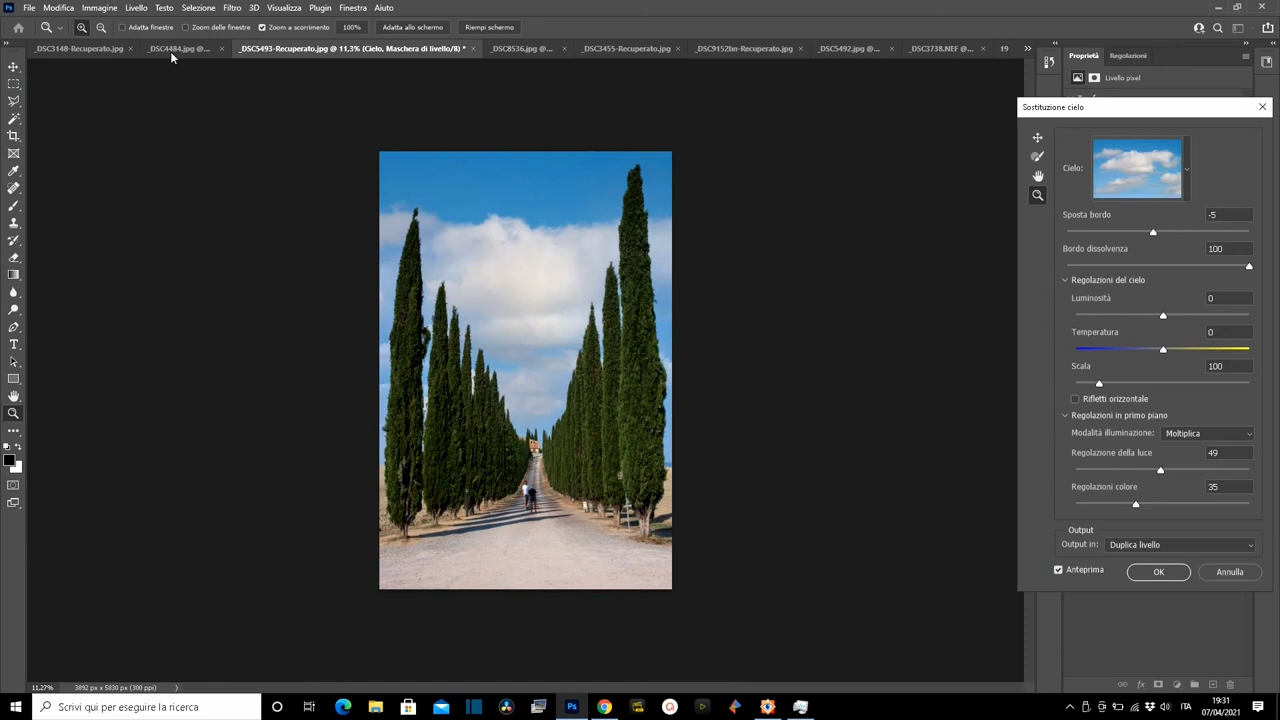 Ps File Modifica Immagine Livello Testo Selezione Filtro 3D Visualizza Plugin Finestra Aiuto
Adatta finestre Zoom delle finestre Zoom a scorrimento 100% Adatta allo schermo Riempi schermo
_DSC3148-Recuperato.jpg × _DSC4484.jpg @... × _DSC5493-Recuperato.jpg @ 11,3% (Cielo, Maschera di livello/8) * × _DSC8536.jpg @... × _DSC3455-Recuperato.jpg × _DSC9152bn-Recuperato.jpg × _DSC5492.jpg @... × _DSC3738.NEF @... × 19
Proprietà Regolazioni
Livello pixel
Sostituzione cielo
Cielo:
Sposta bordo -5
Bordo dissolvenza 100
Regolazioni del cielo
Luminosità 0
Temperatura 0
Scala 100
Rifletti orizzontale
Regolazioni in primo piano
Modalità illuminazione: Moltiplica
Regolazione della luce 49
Regolazioni colore 35
Output
Output in: Duplica livello
Anteprima OK Annulla
11,27% 3892 px x 5830 px (300 ppi)
Scrivi qui per eseguire la ricerca
Ps
ITA
19:31
07/04/2021